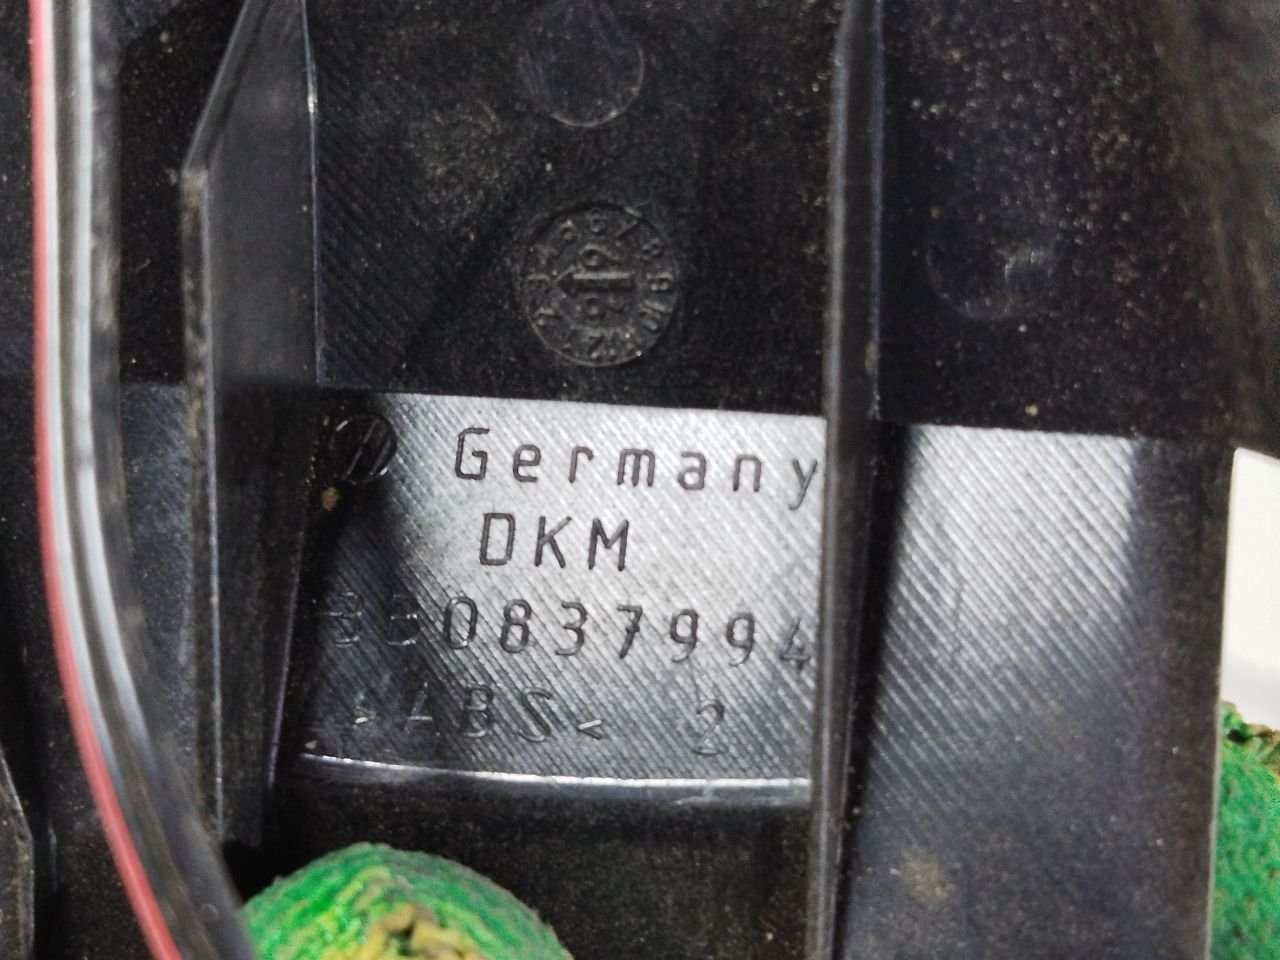 Germany
DKM
3B0837994
>ABS< 2